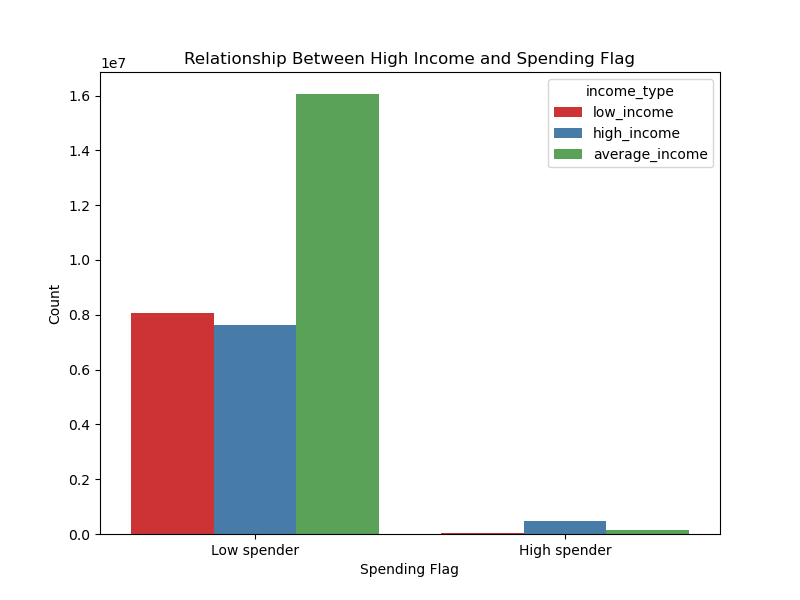 Relationship Between High Income and Spending Flag
1e7
1.6
1.4
1.2
1.0
0.8
0.6
0.4
0.2
0.0
Count
income_type
low_income
high_income
average_income
Low spender
High spender
Spending Flag